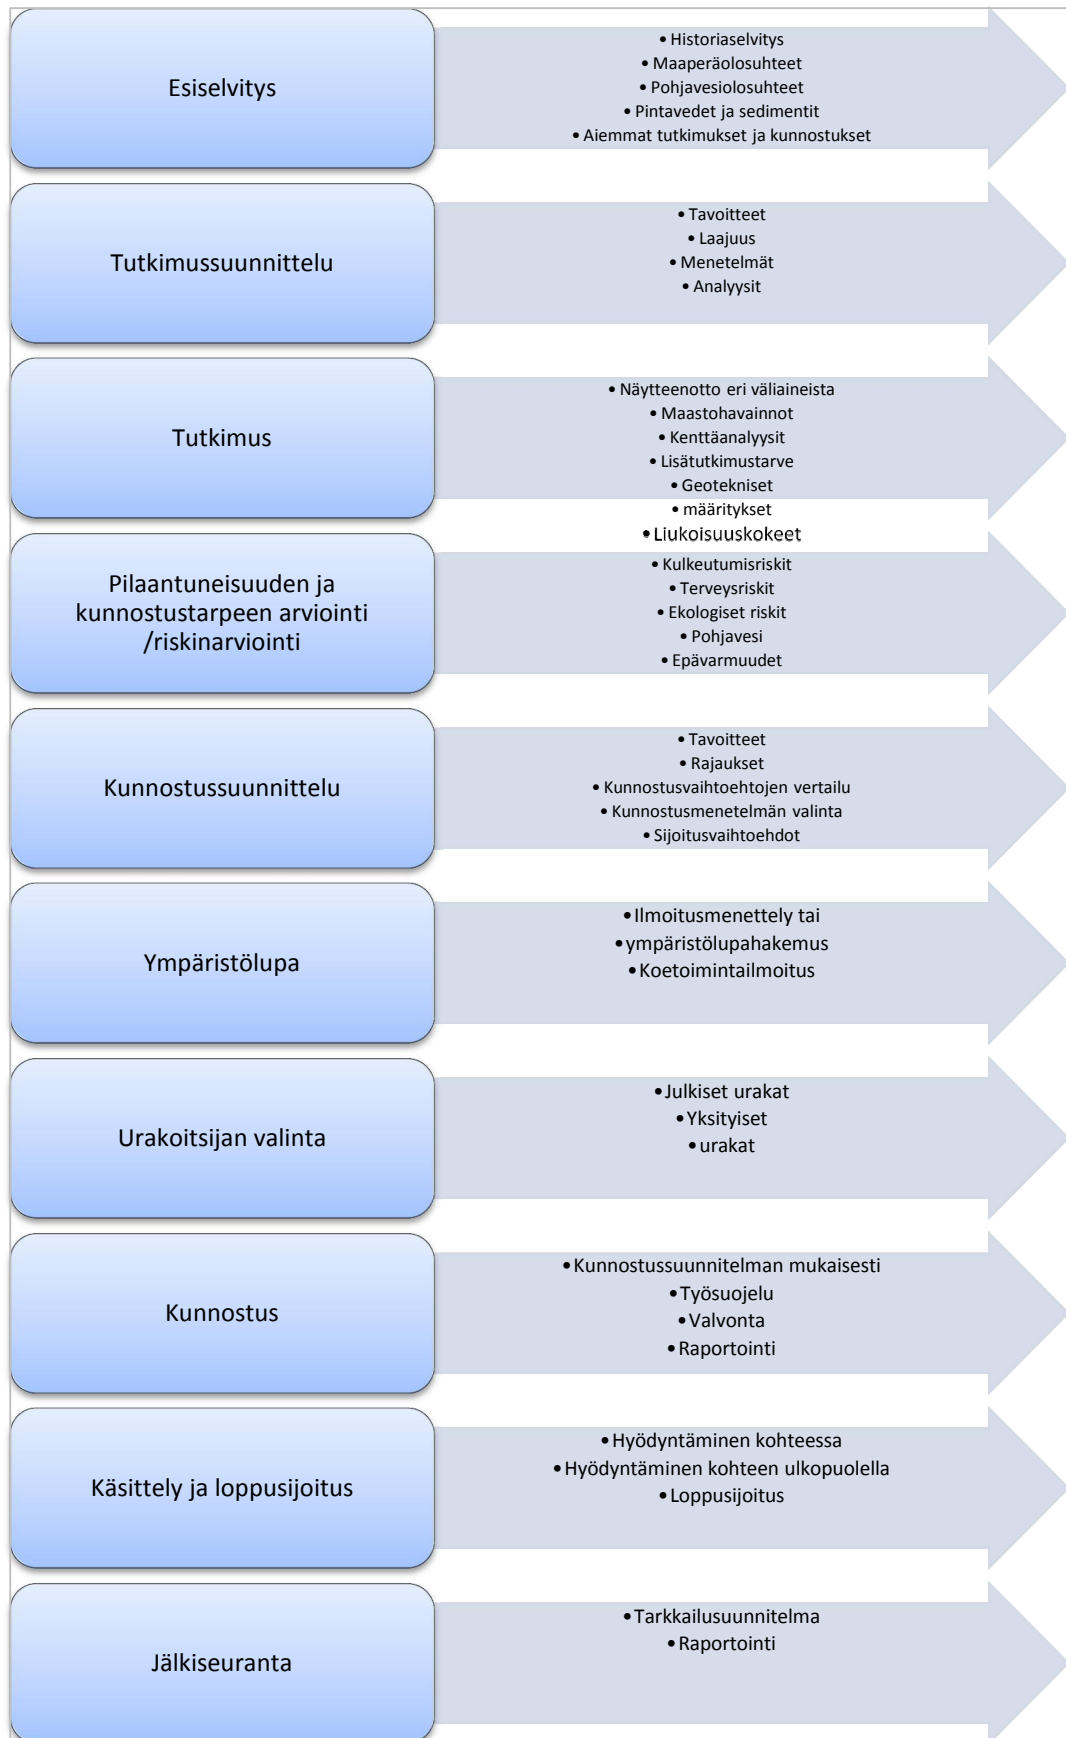 Esiselvitys
• Historiaselvitys
• Maaperäolosuhteet
• Pohjavesiolosuhteet
• Pintavedet ja sedimentit
• Aiemmat tutkimukset ja kunnostukset
Tutkimussuunnittelu
• Tavoitteet
• Laajuus
• Menetelmät
• Analyysit
Tutkimus
• Näytteenotto eri väliaineista
• Maastohavainnot
• Kenttäanalyysit
• Lisätutkimustarve
• Geotekniset
• määritykset
• Liukoisuuskokeet
Pilaantuneisuuden ja
kunnostustarpeen arviointi
/riskinarviointi
• Kulkeutumisriskit
• Terveysriskit
• Ekologiset riskit
• Pohjavesi
• Epävarmuudet
Kunnostussuunnittelu
• Tavoitteet
• Rajaukset
• Kunnostusvaihtoehtojen vertailu
• Kunnostusmenetelmän valinta
• Sijoitusvaihtoehdot
Ympäristölupa
• Ilmoitusmenettely tai
• ympäristölupahakemus
• Koetoimintailmoitus
Urakoitsijan valinta
• Julkiset urakat
• Yksityiset
• urakat
Kunnostus
• Kunnostussuunnitelman mukaisesti
• Työsuojelu
• Valvonta
• Raportointi
Käsittely ja loppusijoitus
• Hyödyntäminen kohteessa
• Hyödyntäminen kohteen ulkopuolella
• Loppusijoitus
Jälkiseuranta
• Tarkkailusuunnitelma
• Raportointi